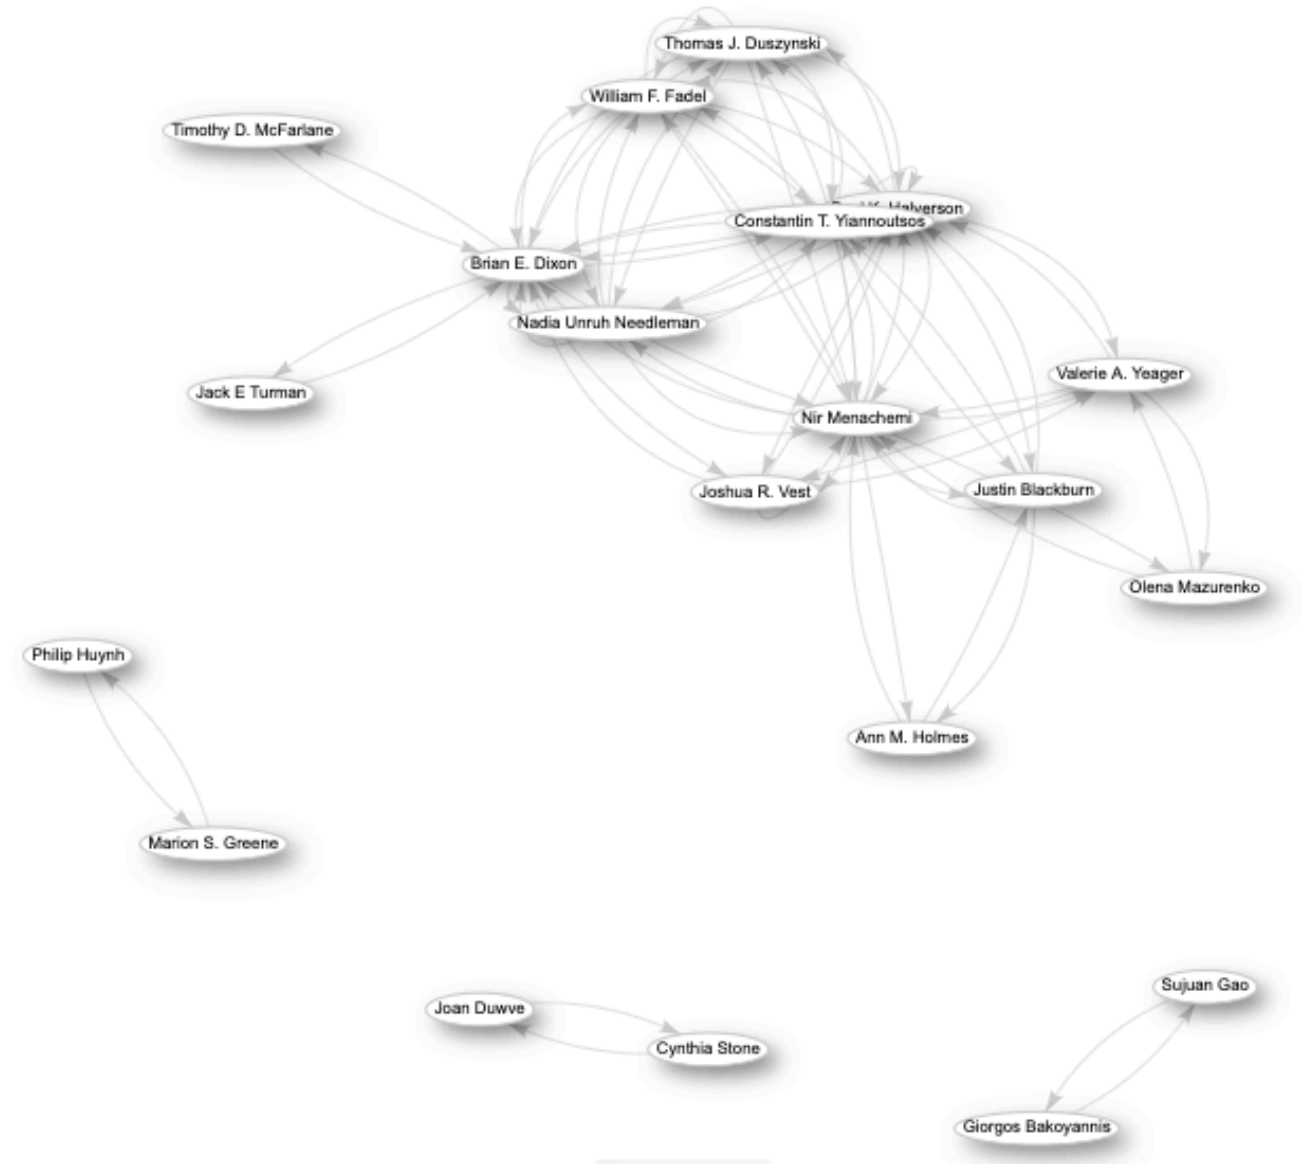 Thomas J. Duszynski
William F. Fadel
Timothy D. McFarlane
Halverson
Constantin T. Yiannoutsos
Brian E. Dixon
Nadia Unruh Needleman
Valerie A. Yeager
Jack E Turman
Nir Menachemi
Joshua R. Vest
Justin Blackburn
Olena Mazurenko
Philip Huynh
Ann M. Holmes
Marion S. Greene
Sujuan Gao
Joan Duwve
Cynthia Stone
Giorgos Bakoyannis